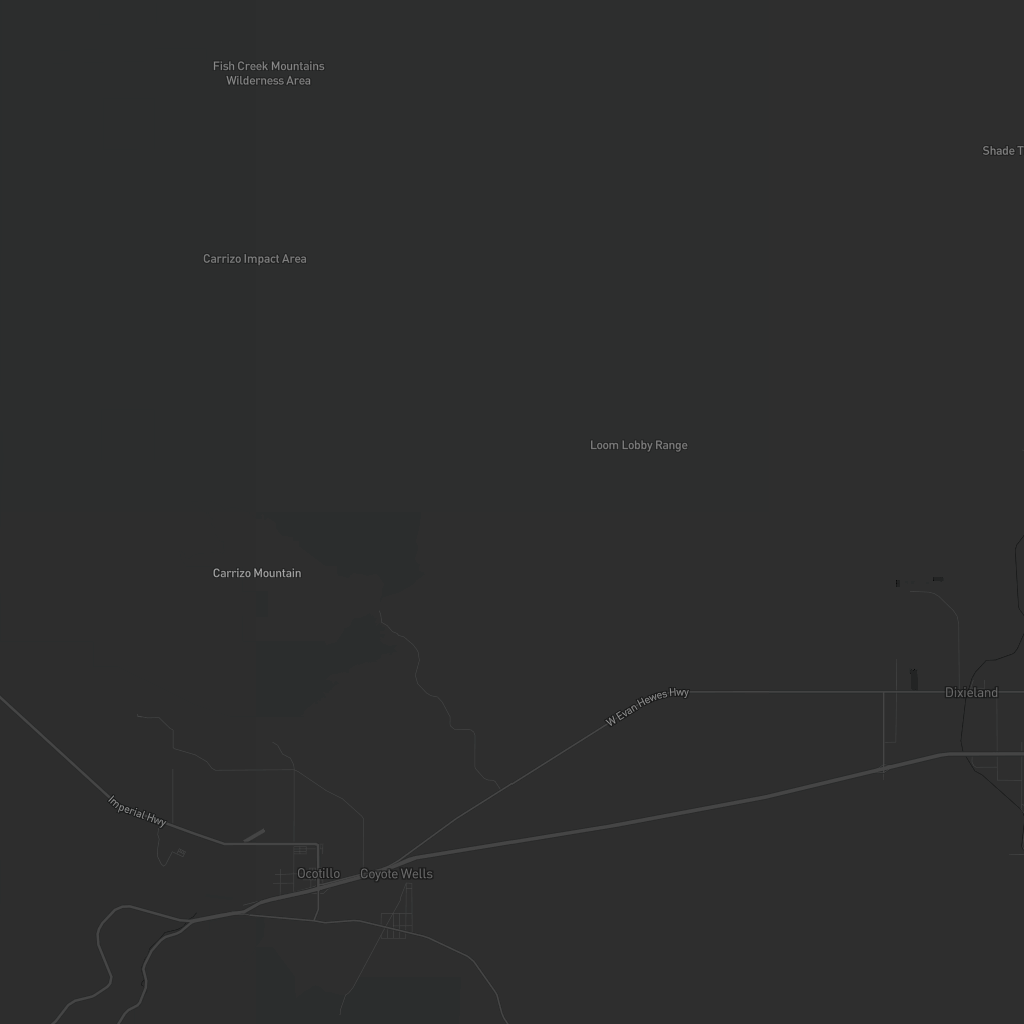 Fish Creek Mountains
Wilderness Area
Shade T
Carrizo Impact Area
Loom Lobby Range
Carrizo Mountain
W Evan Hewes Hwy
Dixieland
Imperial Hwy
Ocotillo
Coyote Wells